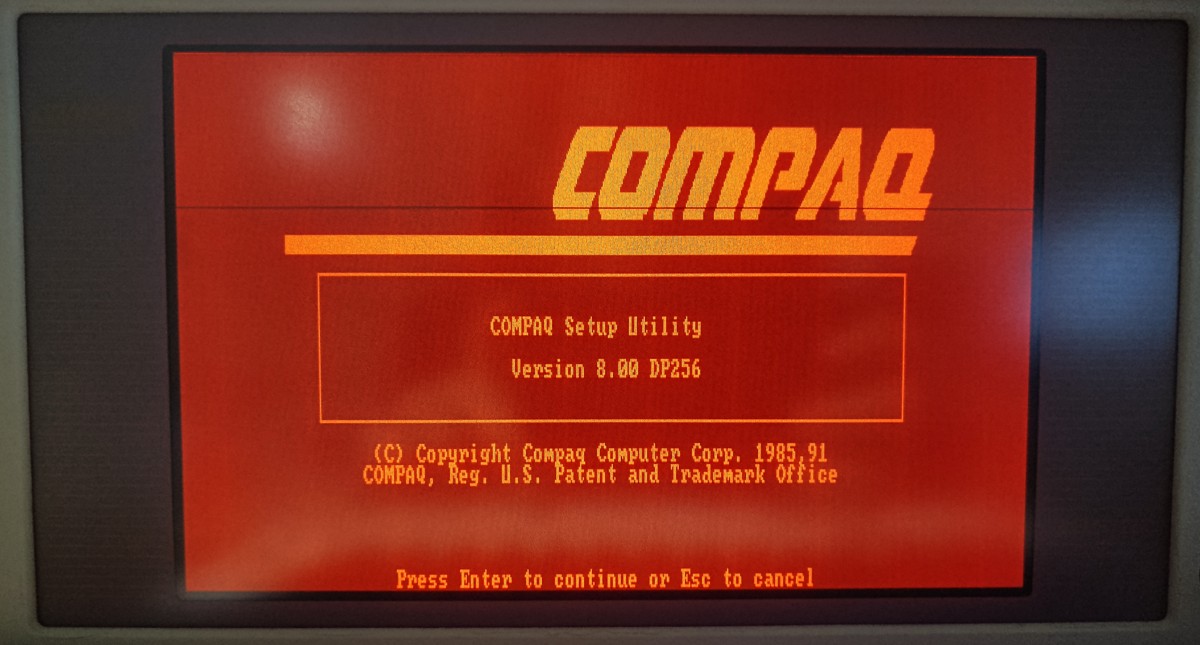 COMPAQ
COMPAQ Setup Utility
Version 8.00 DP256
(C) Copyright Compaq Computer Corp. 1985,91
COMPAQ, Reg. U.S. Patent and Trademark Office
Press Enter to continue or Esc to cancel